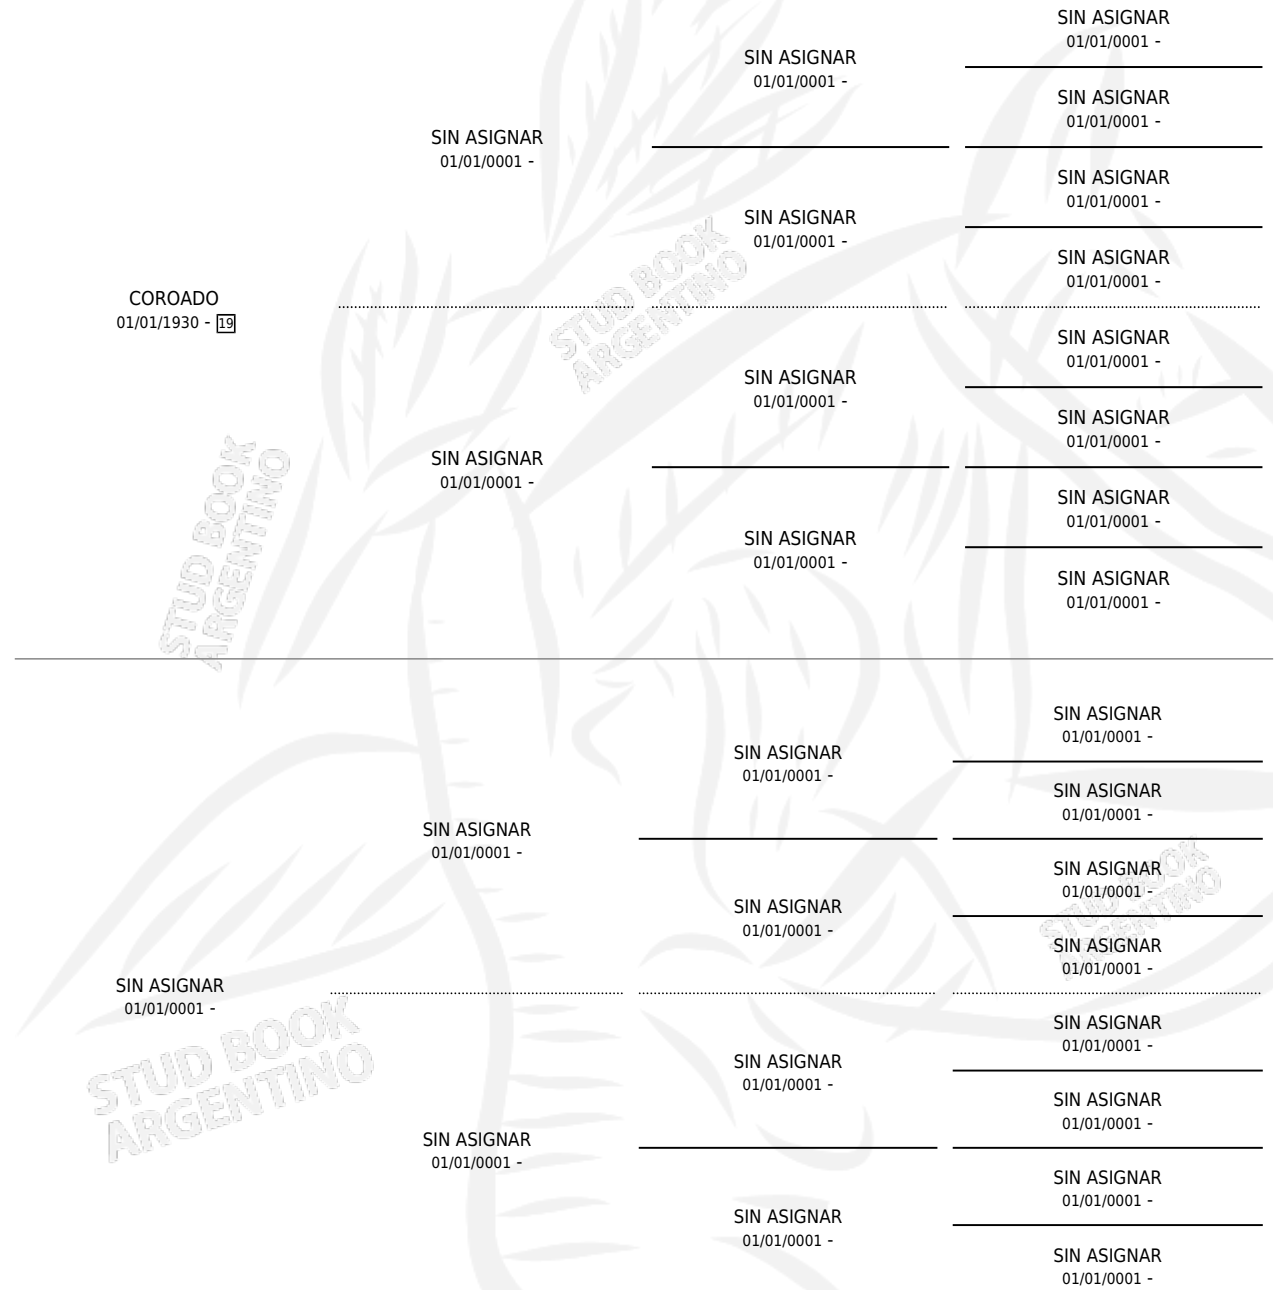 SIN ASIGNAR
01/01/0001 -
SIN ASIGNAR
01/01/0001 -
SIN ASIGNAR
01/01/0001 -
SIN ASIGNAR
01/01/0001 -
SIN ASIGNAR
01/01/0001 -
SIN ASIGNAR
01/01/0001 -
SIN ASIGNAR
01/01/0001 -
COROADO
01/01/1930 - 19
SIN ASIGNAR
01/01/0001 -
SIN ASIGNAR
01/01/0001 -
SIN ASIGNAR
01/01/0001 -
SIN ASIGNAR
01/01/0001 -
SIN ASIGNAR
01/01/0001 -
SIN ASIGNAR
01/01/0001 -
SIN ASIGNAR
01/01/0001 -
STUD BOOK
ARGENTINO
STUD BOOK
ARGENTINO
SIN ASIGNAR
01/01/0001 -
SIN ASIGNAR
01/01/0001 -
SIN ASIGNAR
01/01/0001 -
SIN ASIGNAR
01/01/0001 -
SIN ASIGNAR
01/01/0001 -
SIN ASIGNAR
01/01/0001 -
SIN ASIGNAR
01/01/0001 -
SIN ASIGNAR
01/01/0001 -
SIN ASIGNAR
01/01/0001 -
SIN ASIGNAR
01/01/0001 -
SIN ASIGNAR
01/01/0001 -
SIN ASIGNAR
01/01/0001 -
SIN ASIGNAR
01/01/0001 -
SIN ASIGNAR
01/01/0001 -
SIN ASIGNAR
01/01/0001 -
STUD BOOK
ARGENTINO
STUD BOOK
ARGENTINO